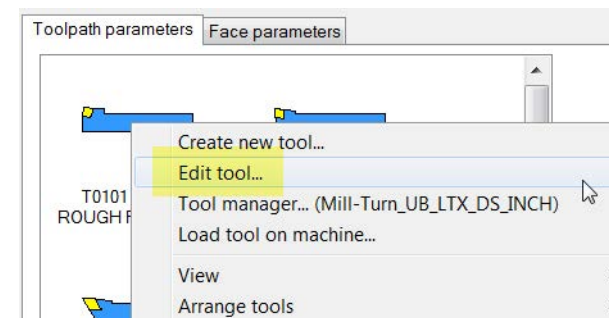 Toolpath parameters Face parameters
Create new tool...
Edit tool...
T0101 Tool manager... (Mill-Turn_UB_LTX_DS_INCH)
ROUGH F Load tool on machine...
View
Arrange tools